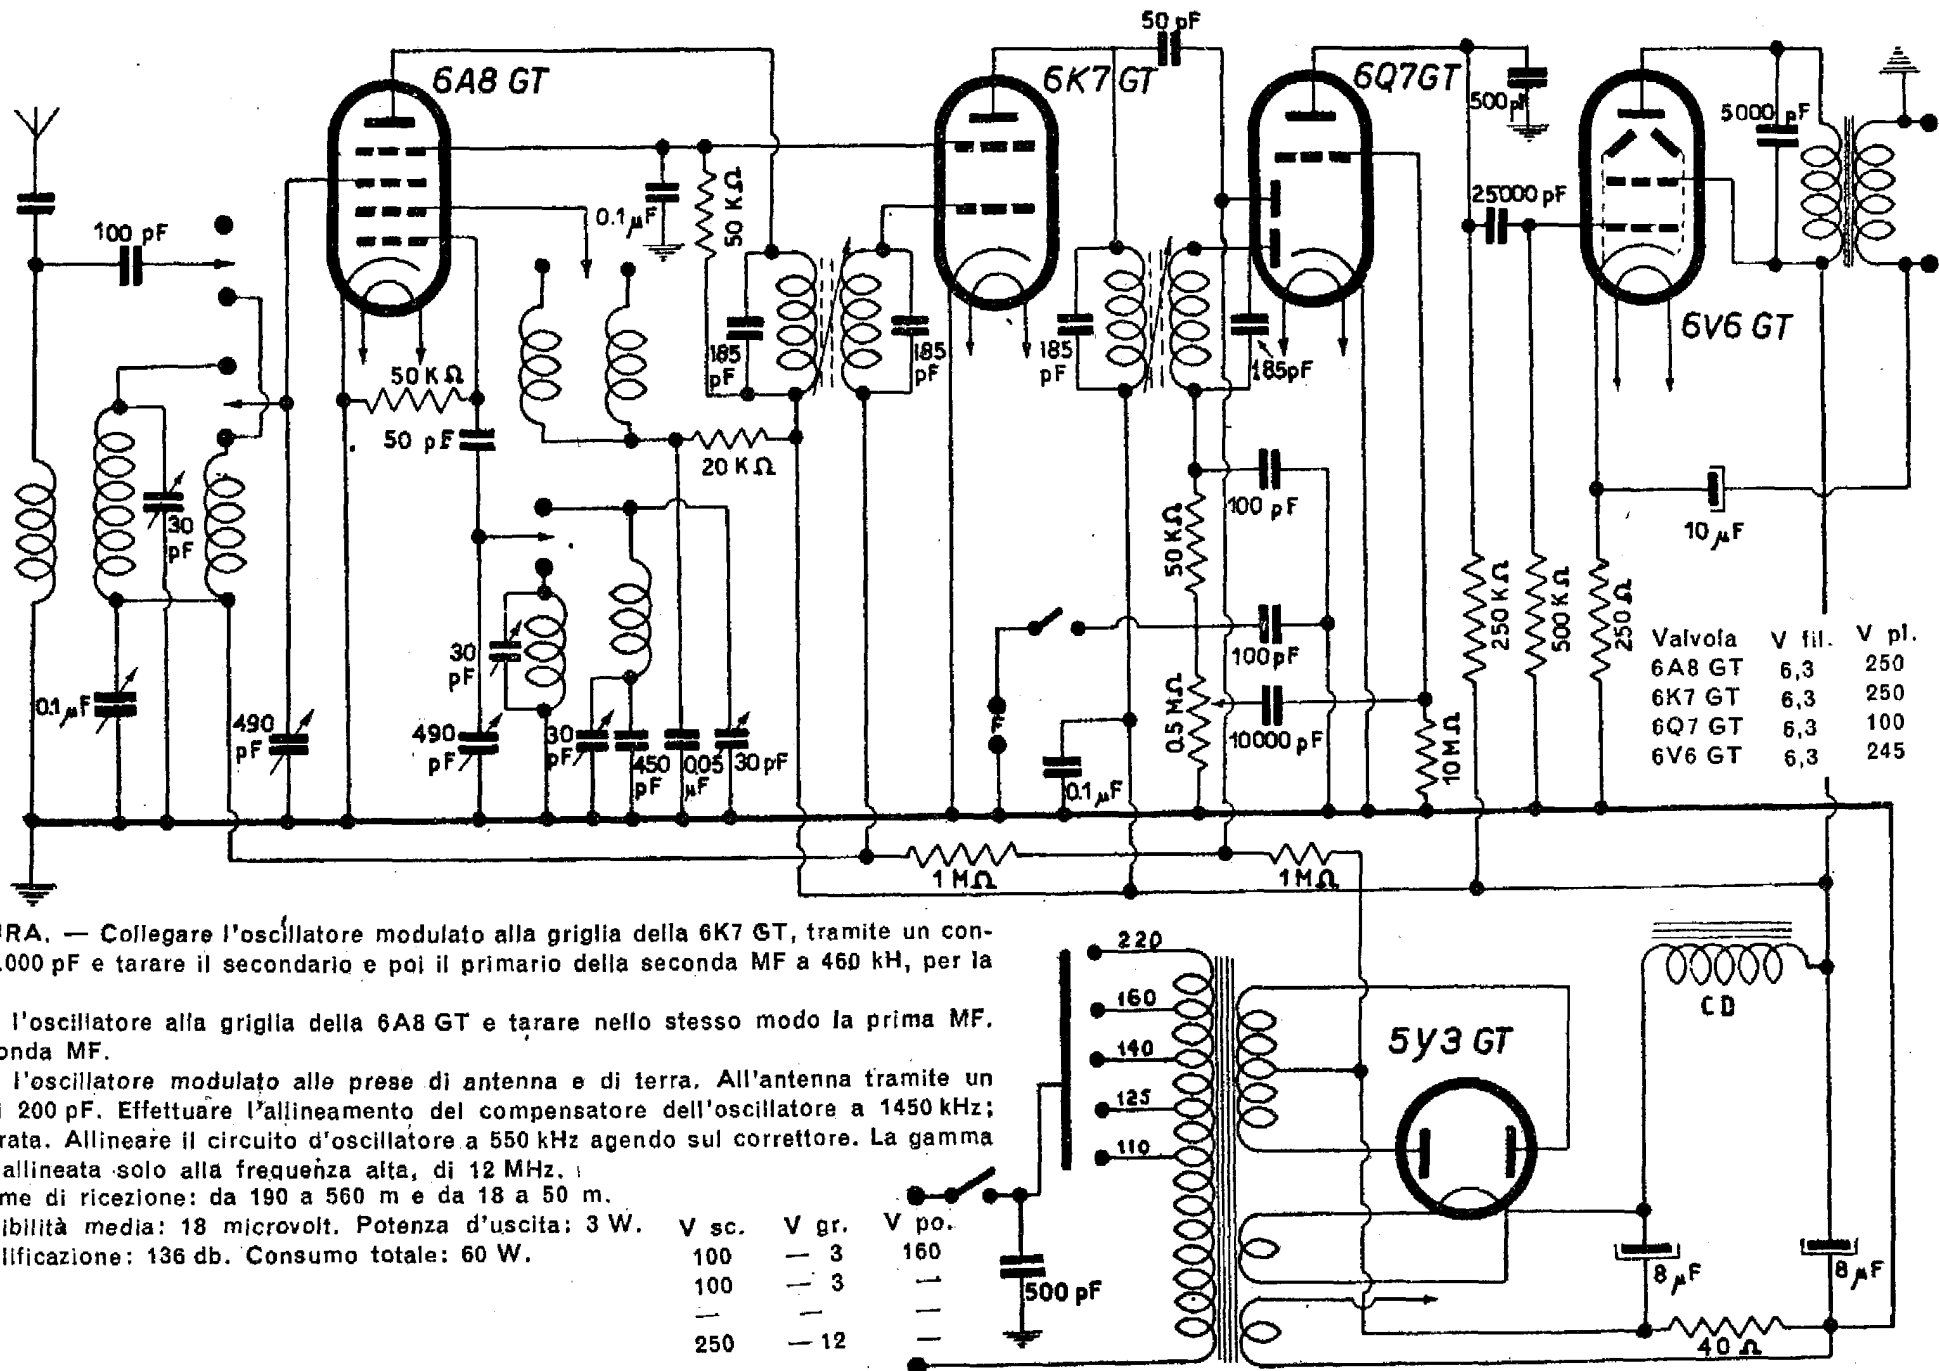 50 pF
6A8 GT
6K7 GT
6Q7GT
500 pF
5000 pF
100 pF
0.1 µF
50 KΩ
25000 pF
6V6 GT
185 pF
185 pF
185 pF
185pF
50 KΩ
50 pF
20 KΩ
30 pF
100 pF
10 µF
50 KΩ
250 KΩ
500 KΩ
250 Ω
30 pF
100pF
0.1 µF
490 pF
490 pF
30 pF
450 pF
0.05 µF
30 pF
0.5 MΩ
10000 pF
10 MΩ
0.1 µF
F
Valvola V fil. V pl.
6A8 GT 6,3 250
6K7 GT 6,3 250
6Q7 GT 6,3 100
6V6 GT 6,3 245
1 MΩ
1 MΩ
URA. — Collegare l'oscillatore modulato alla griglia della 6K7 GT, tramite un con-
.000 pF e tarare il secondario e poi il primario della seconda MF a 460 kH, per la
l'oscillatore alla griglia della 6A8 GT e tarare nello stesso modo la prima MF.
onda MF.
l'oscillatore modulato alle prese di antenna e di terra. All'antenna tramite un
i 200 pF. Effettuare l'allineamento del compensatore dell'oscillatore a 1450 kHz;
rata. Allineare il circuito d'oscillatore a 550 kHz agendo sul correttore. La gamma
allineata solo alla frequenza alta, di 12 MHz.
me di ricezione: da 190 a 560 m e da 18 a 50 m.
ibilità media: 18 microvolt. Potenza d'uscita: 3 W.
lificazione: 136 db. Consumo totale: 60 W.
V sc. V gr. V po.
100 — 3 160
100 — 3 —
— — —
250 — 12 —
220
160
140
125
110
500 pF
5Y3 GT
CD
8 µF
8 µF
40 Ω